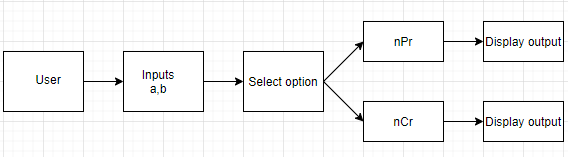 User
Inputs
a,b
Select option
nPr
Display output
nCr
Display output